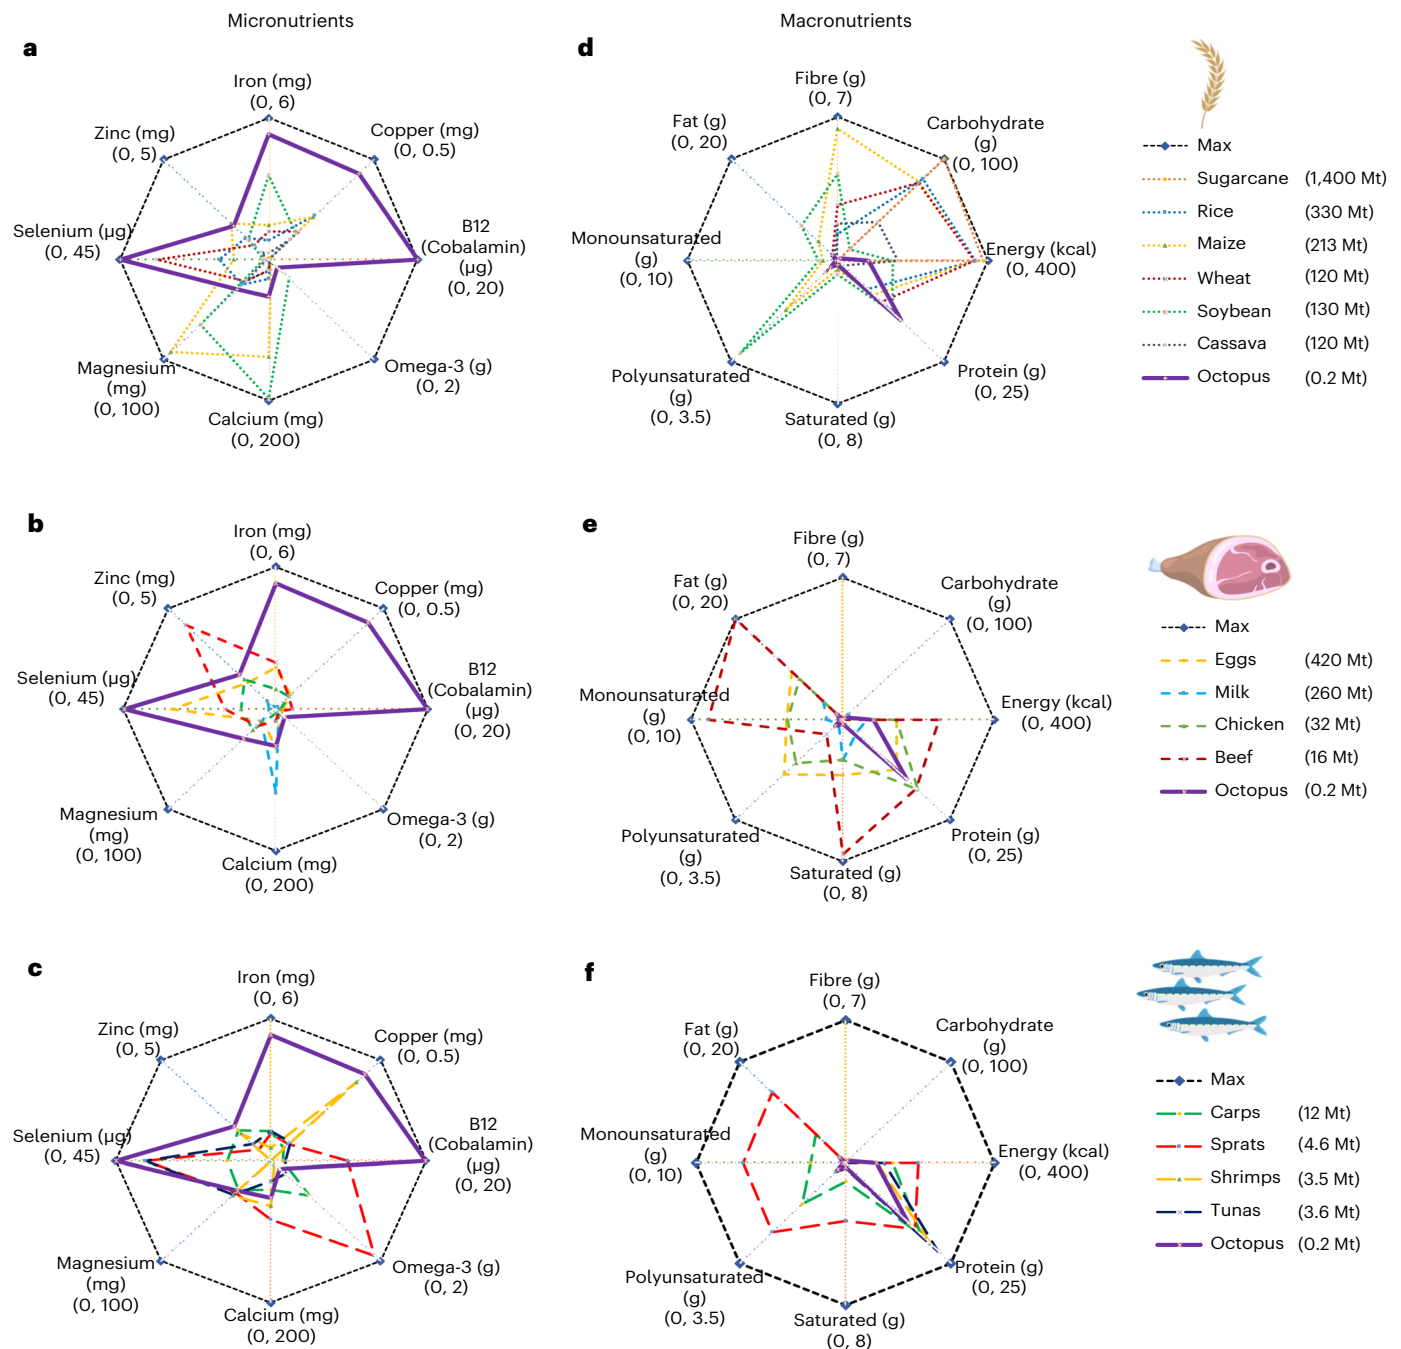 Micronutrients
Macronutrients
a
Iron (mg)
(0, 6)
Copper (mg)
(0, 0.5)
B12
(Cobalamin)
(µg)
(0, 20)
Omega-3 (g)
(0, 2)
Calcium (mg)
(0, 200)
Magnesium
(mg)
(0, 100)
Selenium (µg)
(0, 45)
Zinc (mg)
(0, 5)
d
Fibre (g)
(0, 7)
Carbohydrate
(g)
(0, 100)
Energy (kcal)
(0, 400)
Protein (g)
(0, 25)
Saturated (g)
(0, 8)
Polyunsaturated
(g)
(0, 3.5)
Monounsaturated
(g)
(0, 10)
Fat (g)
(0, 20)
Max
Sugarcane (1,400 Mt)
Rice (330 Mt)
Maize (213 Mt)
Wheat (120 Mt)
Soybean (130 Mt)
Cassava (120 Mt)
Octopus (0.2 Mt)
b
Iron (mg)
(0, 6)
Copper (mg)
(0, 0.5)
B12
(Cobalamin)
(µg)
(0, 20)
Omega-3 (g)
(0, 2)
Calcium (mg)
(0, 200)
Magnesium
(mg)
(0, 100)
Selenium (µg)
(0, 45)
Zinc (mg)
(0, 5)
e
Fibre (g)
(0, 7)
Carbohydrate
(g)
(0, 100)
Energy (kcal)
(0, 400)
Protein (g)
(0, 25)
Saturated (g)
(0, 8)
Polyunsaturated
(g)
(0, 3.5)
Monounsaturated
(g)
(0, 10)
Fat (g)
(0, 20)
Max
Eggs (420 Mt)
Milk (260 Mt)
Chicken (32 Mt)
Beef (16 Mt)
Octopus (0.2 Mt)
c
Iron (mg)
(0, 6)
Copper (mg)
(0, 0.5)
B12
(Cobalamin)
(µg)
(0, 20)
Omega-3 (g)
(0, 2)
Calcium (mg)
(0, 200)
Magnesium
(mg)
(0, 100)
Selenium (µg)
(0, 45)
Zinc (mg)
(0, 5)
f
Fibre (g)
(0, 7)
Carbohydrate
(g)
(0, 100)
Energy (kcal)
(0, 400)
Protein (g)
(0, 25)
Saturated (g)
(0, 8)
Polyunsaturated
(g)
(0, 3.5)
Monounsaturated
(g)
(0, 10)
Fat (g)
(0, 20)
Max
Carps (12 Mt)
Sprats (4.6 Mt)
Shrimps (3.5 Mt)
Tunas (3.6 Mt)
Octopus (0.2 Mt)